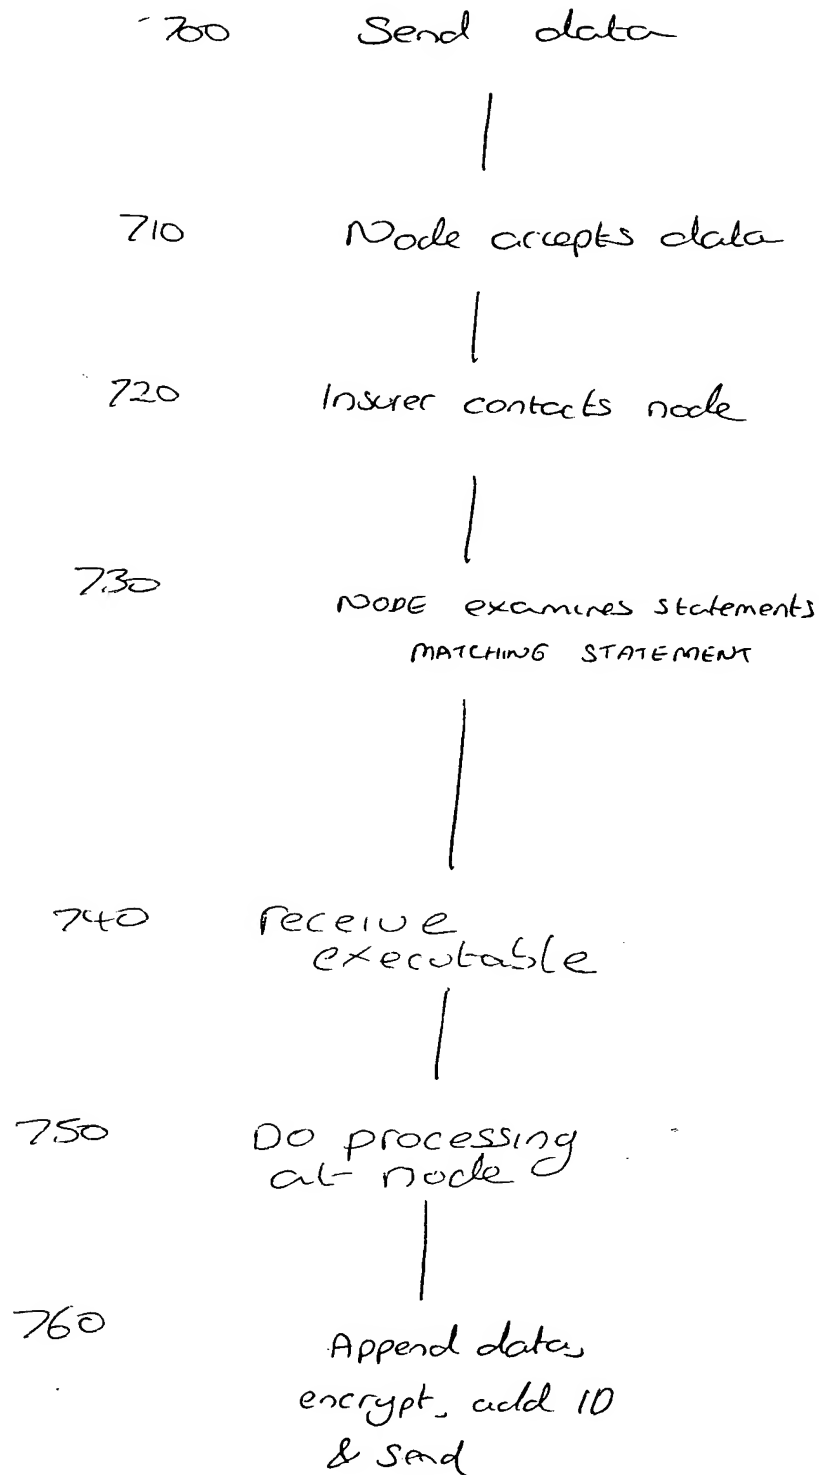 700 Send data
710 Node accepts data
720 Insurer contacts node
730 NODE examines statements
MATCHING STATEMENT
740 receive
executable
750 Do processing
at node
760 Append data,
encrypt, add ID
& send